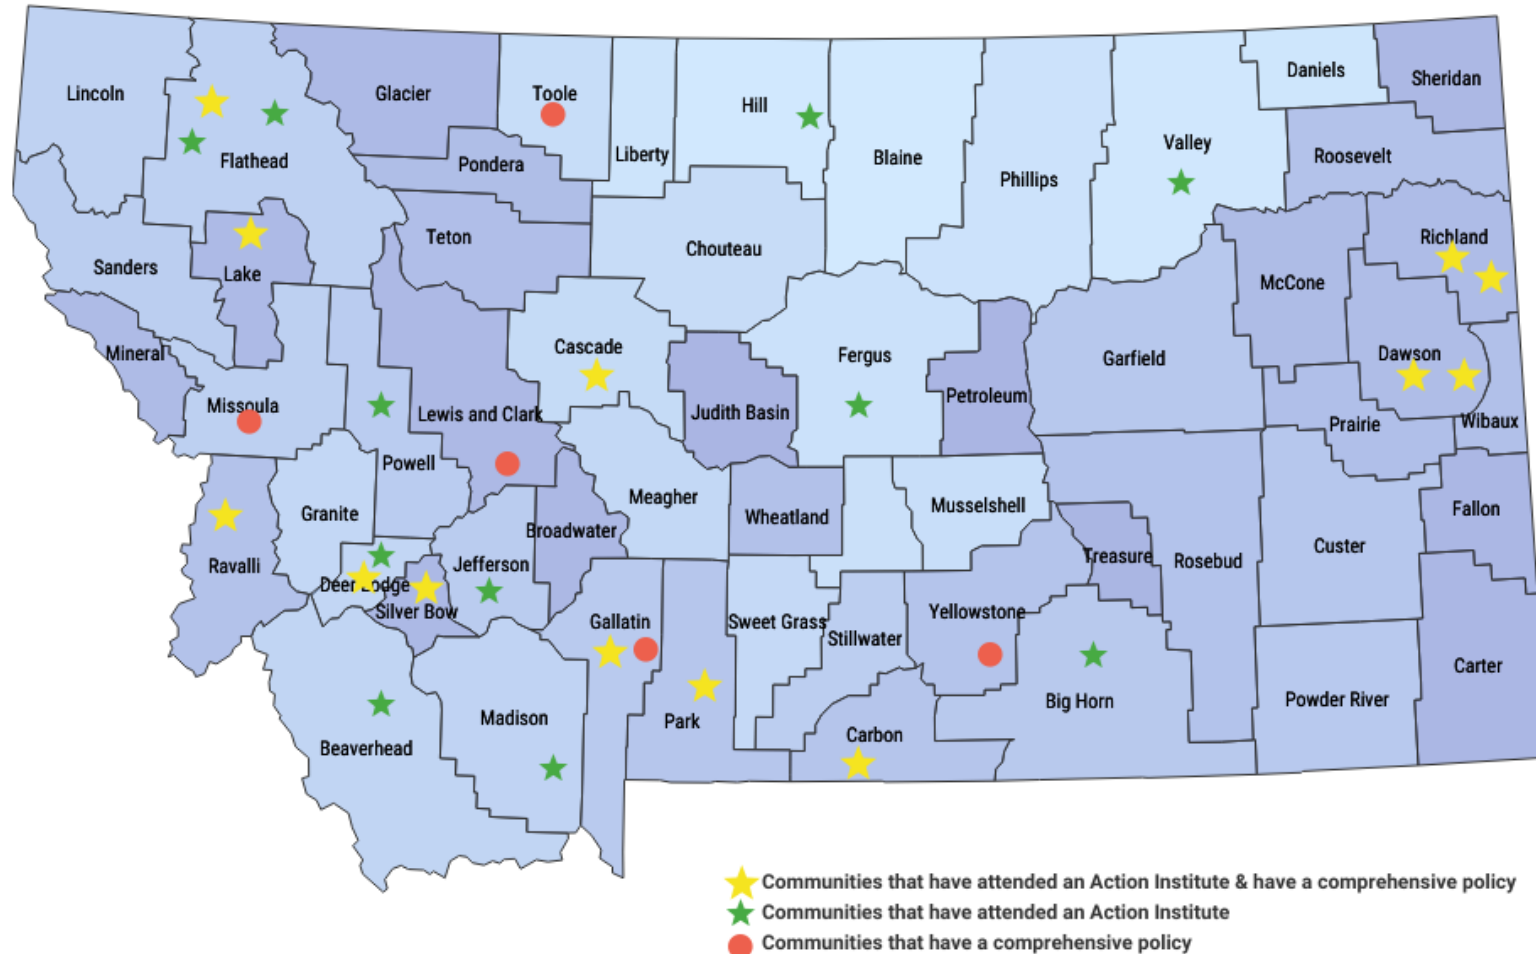 Lincoln
Glacier
Toole
Hill
Daniels
Sheridan
Flathead
Pondera
Liberty
Blaine
Phillips
Valley
Roosevelt
Sanders
Lake
Teton
Chouteau
McCone
Richland
Mineral
Missoula
Cascade
Fergus
Garfield
Dawson
Lewis and Clark
Judith Basin
Petroleum
Prairie
Wibaux
Powell
Granite
Meagher
Wheatland
Musselshell
Fallon
Ravalli
Deer Lodge
Silver Bow
Jefferson
Broadwater
Treasure
Rosebud
Custer
Gallatin
Sweet Grass
Stillwater
Yellowstone
Beaverhead
Madison
Park
Carbon
Big Horn
Powder River
Carter
Communities that have attended an Action Institute & have a comprehensive policy
Communities that have attended an Action Institute
Communities that have a comprehensive policy